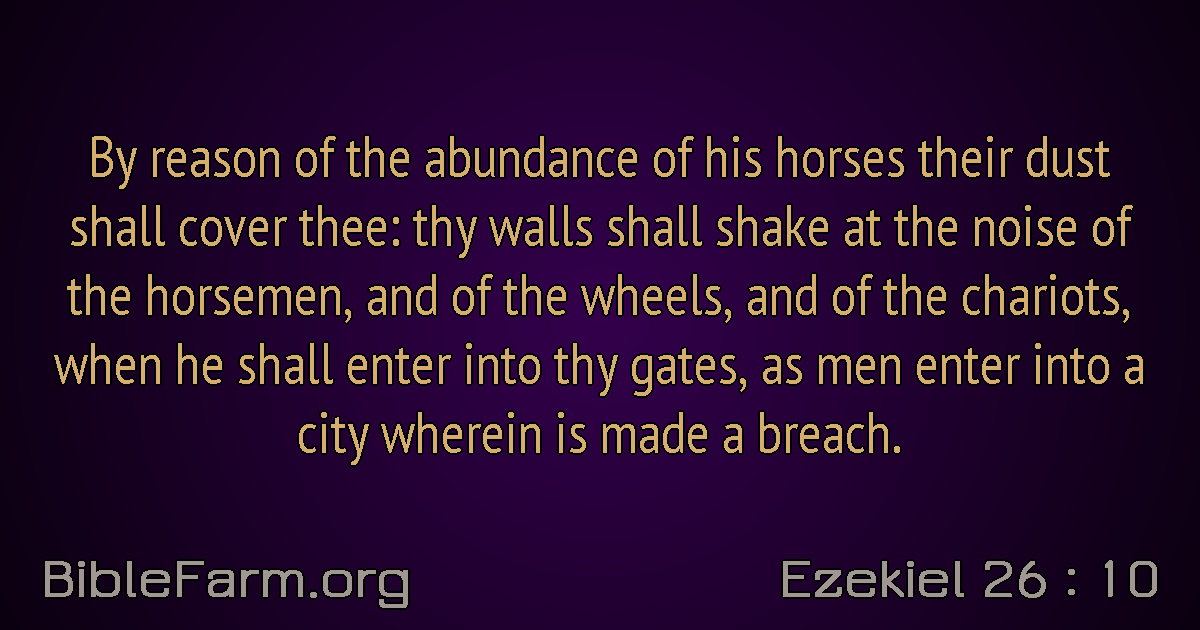 By reason of the abundance of his horses their dust
shall cover thee: thy walls shall shake at the noise of
the horsemen, and of the wheels, and of the chariots,
when he shall enter into thy gates, as men enter into a
city wherein is made a breach.
BibleFarm.org
Ezekiel 26 : 10